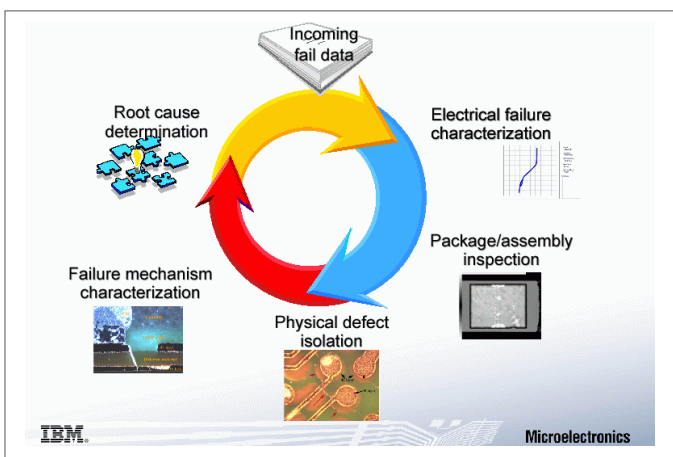 Incoming
fail data
Electrical failure
characterization
Package/assembly
inspection
Physical defect
isolation
Failure mechanism
characterization
Root cause
determination
IBM®
Microelectronics